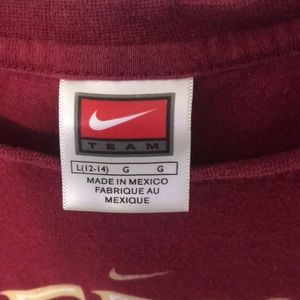 TEAM
L(12-14) G G
MADE IN MEXICO
FABRIQUE AU
MEXIQUE